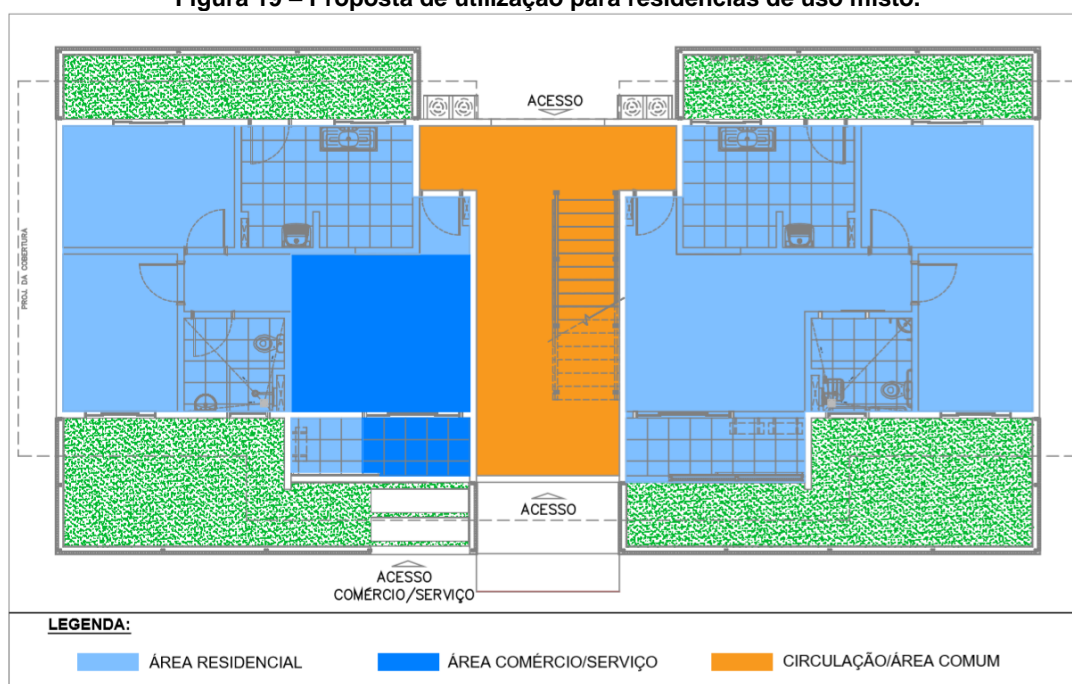 Figura 19 – Proposta de utilização para residências de uso misto.
ACESSO
PROJ. DA COBERTURA
ACESSO
ACESSO
COMÉRCIO/SERVIÇO
LEGENDA:
ÁREA RESIDENCIAL
ÁREA COMÉRCIO/SERVIÇO
CIRCULAÇÃO/ÁREA COMUM